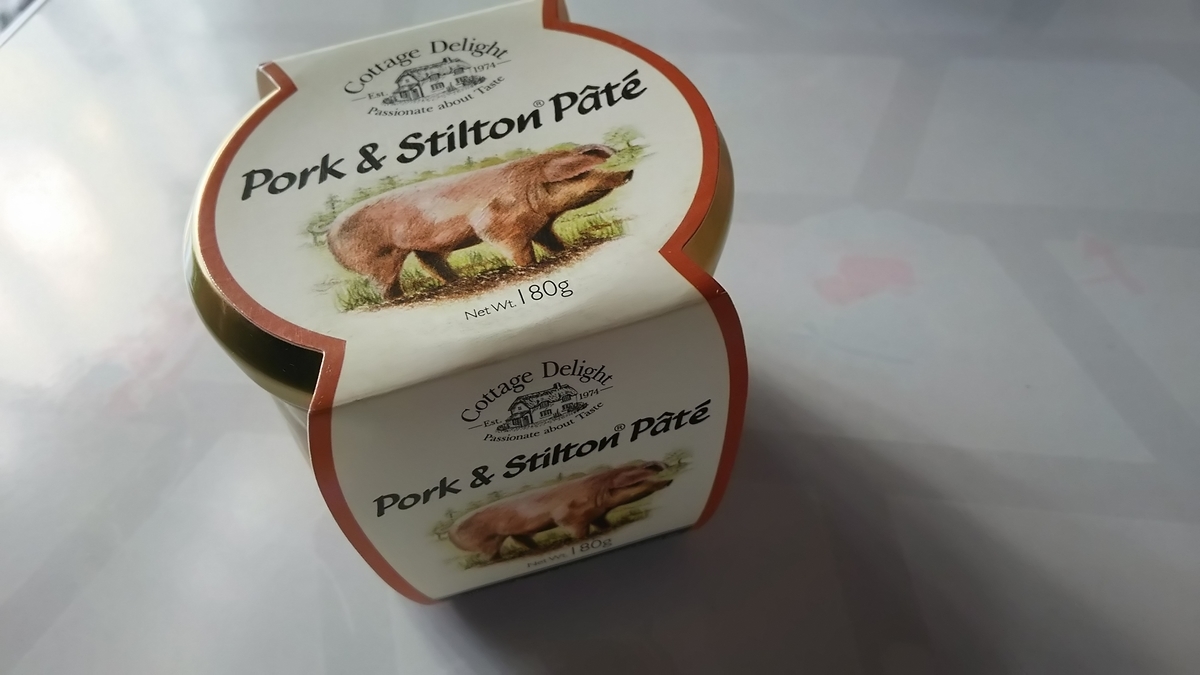 Cottage Delight
Est. 1974
Passionate about Taste
Pork & Stilton® Pâté
Net Wt. 180g
Cottage Delight
Est. 1974
Passionate about Taste
Pork & Stilton® Pâté
Net Wt. 180g